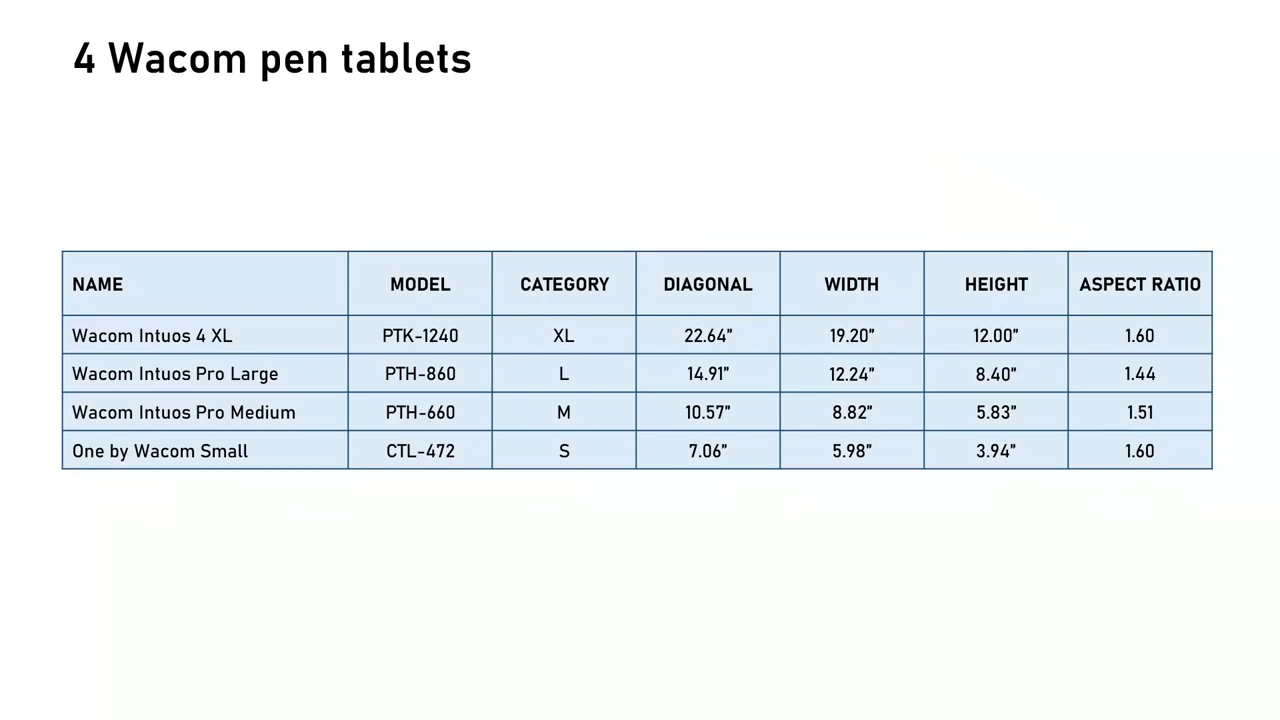 4 Wacom pen tablets
NAME MODEL CATEGORY DIAGONAL WIDTH HEIGHT ASPECT RATIO
Wacom Intuos 4 XL PTK-1240 XL 22.64” 19.20” 12.00” 1.60
Wacom Intuos Pro Large PTH-860 L 14.91” 12.24” 8.40” 1.44
Wacom Intuos Pro Medium PTH-660 M 10.57” 8.82” 5.83” 1.51
One by Wacom Small CTL-472 S 7.06” 5.98” 3.94” 1.60